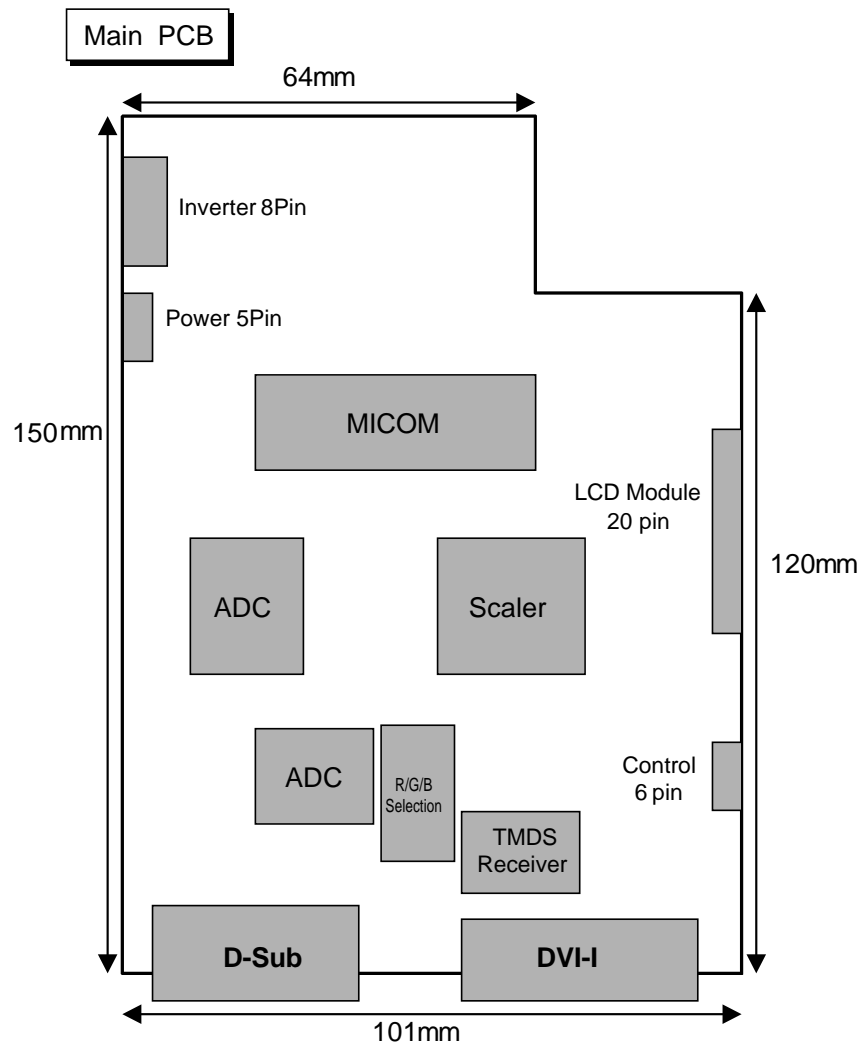 Main PCB
64mm
Inverter 8Pin
Power 5Pin
150mm
MICOM
LCD Module
20 pin
120mm
ADC
Scaler
ADC
R/G/B
Selection
Control
6 pin
TMDS
Receiver
D-Sub
DVI-I
101mm